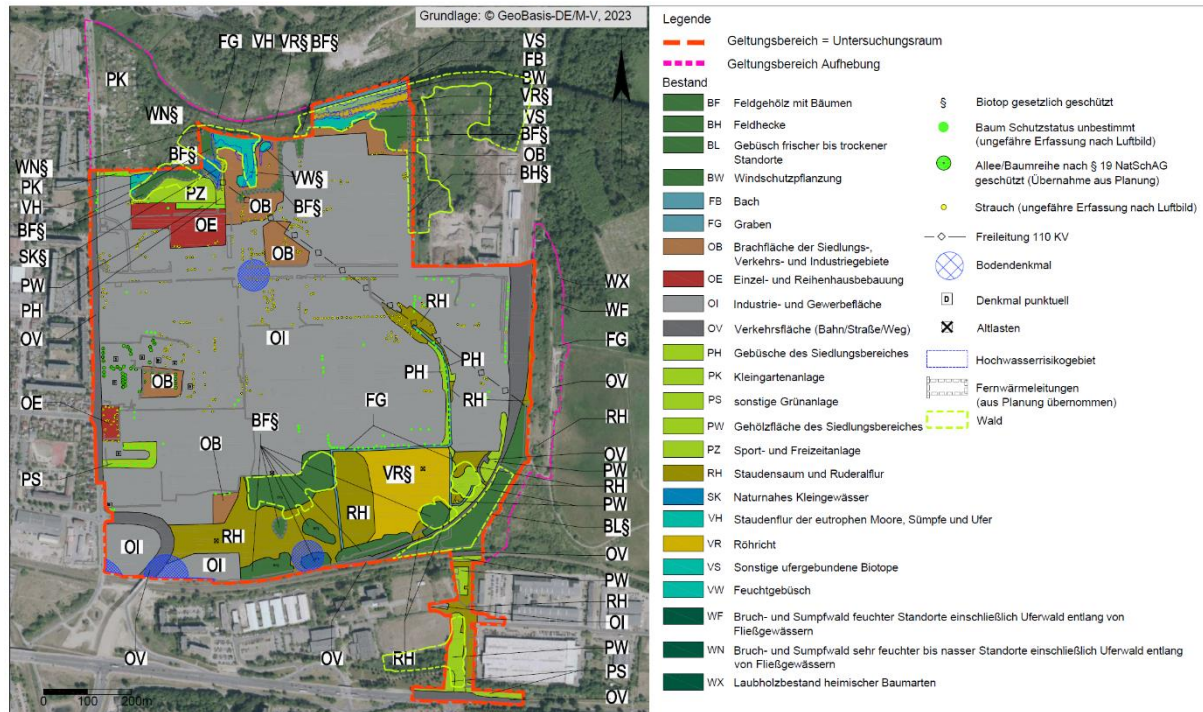 Grundlage: © GeoBasis-DE/M-V, 2023
FG VH VR§ BF§
VS
FB
BW
VR§
VS
BF§
OB
BH§
PK
WN§
WN§
BF§
PK
VH
BF§
SK§
PW
PH
OV
PZ
OE
OB
VW§
BF§
OB
OI
RH
PH
PH
RH
WX
WF
FG
OV
RH
OV
PW
RH
PW
BL§
OV
PW
RH
OI
PW
PS
OV
OE
OB
PS
OB
BF§
FG
VR§
RH
RH
OI
OI
OV
OV
RH
0 100 200m
Legende
Geltungsbereich = Untersuchungsraum
Geltungsbereich Aufhebung
Bestand
BF Feldgehölz mit Bäumen
BH Feldhecke
BL Gebüsch frischer bis trockener
Standorte
BW Windschutzpflanzung
FB Bach
FG Graben
OB Brachfläche der Siedlungs-,
Verkehrs- und Industriegebiete
OE Einzel- und Reihenhausbebauung
OI Industrie- und Gewerbefläche
OV Verkehrsfläche (Bahn/Straße/Weg)
PH Gebüsche des Siedlungsbereiches
PK Kleingartenanlage
PS sonstige Grünanlage
PW Gehölzfläche des Siedlungsbereiches
PZ Sport- und Freizeitanlage
RH Staudensaum und Ruderalflur
SK Naturnahes Kleingewässer
VH Staudenflur der eutrophen Moore, Sümpfe und Ufer
VR Röhricht
VS Sonstige ufergebundene Biotope
VW Feuchtgebüsch
WF Bruch- und Sumpfwald feuchter Standorte einschließlich Uferwald entlang von
Fließgewässern
WN Bruch- und Sumpfwald sehr feuchter bis nasser Standorte einschließlich Uferwald entlang
von Fließgewässern
WX Laubholzbestand heimischer Baumarten
§ Biotop gesetzlich geschützt
Baum Schutzstatus unbestimmt
(ungefähre Erfassung nach Luftbild)
Allee/Baumreihe nach § 19 NatSchAG
geschützt (Übernahme aus Planung)
Strauch (ungefähre Erfassung nach Luftbild)
Freileitung 110 KV
Bodendenkmal
D Denkmal punktuell
Altlasten
Hochwasserrisikogebiet
Fernwärmeleitungen
(aus Planung übernommen)
Wald